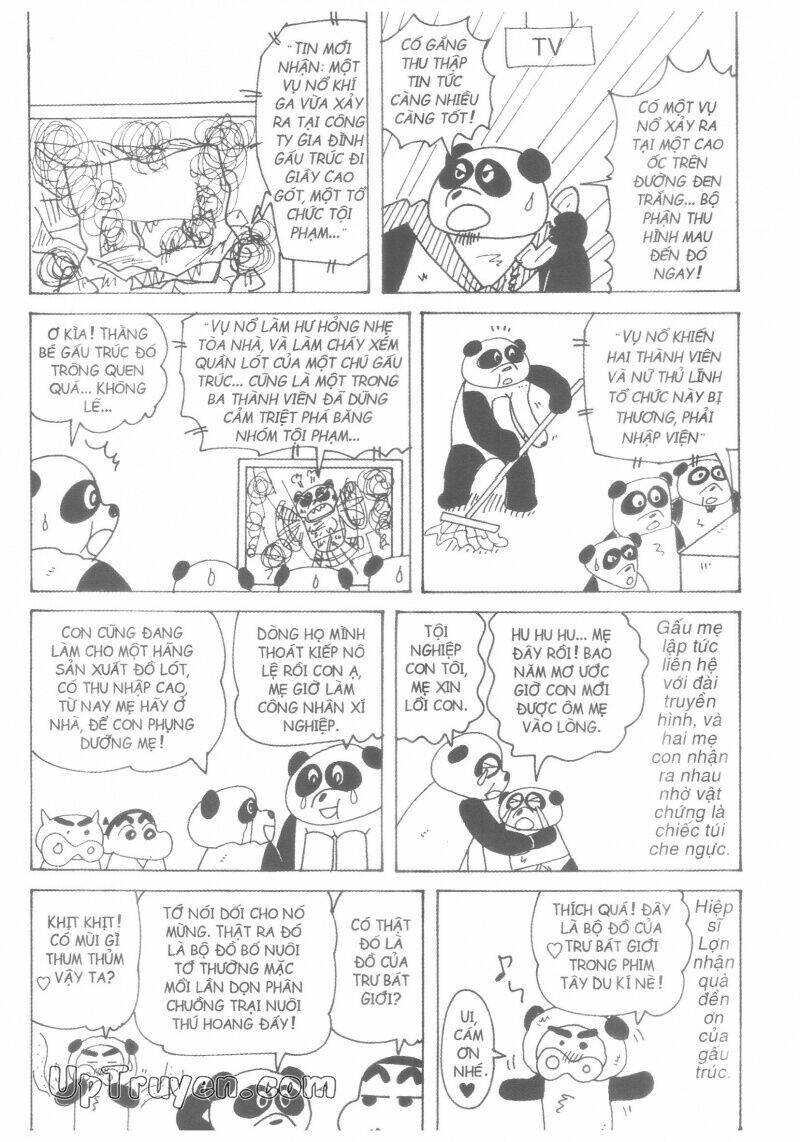 TV
CÓ MỘT VỤ
NỔ XẢY RA
TẠI MỘT CAO
ỐC TRÊN
ĐƯỜNG ĐEN
TRẮNG... BỘ
PHẬN THU
HÌNH MAU
ĐẾN ĐÓ
NGAY!
CÓ GẮNG
THU THẬP
TIN TỨC
CÀNG NHIỀU
CÀNG TỐT!
"TIN MỚI
NHẬN: MỘT
VỤ NỔ KHÍ
GA VỪA XẢY
RA TẠI CÔNG
TY GIA ĐÌNH
GẤU TRÚC ĐI
GIÀY CAO
GÓT, MỘT TỔ
CHỨC TỘI
PHẠM..."
"VỤ NỔ KHIẾN
HAI THÀNH VIÊN
VÀ NỮ THỦ LĨNH
TỔ CHỨC NÀY BỊ
THƯƠNG, PHẢI
NHẬP VIỆN"
"VỤ NỔ LÀM HƯ HỎNG NHẸ
TÒA NHÀ, VÀ LÀM CHÁY XÉM
QUẦN LÓT CỦA MỘT CHÚ GẤU
TRÚC... CŨNG LÀ MỘT TRONG
BA THÀNH VIÊN ĐÃ DŨNG
CẢM TRIỆT PHÁ BĂNG
NHÓM TỘI PHẠM...
Ơ KÌA! THẰNG
BÉ GẤU TRÚC ĐÓ
TRÔNG QUEN
QUÁ... KHÔNG
LẼ...
Gấu mẹ
lập tức
liên hệ
với đài
truyền
hình, và
hai mẹ
con nhận
ra nhau
nhờ vật
chứng là
chiếc túi
che ngực.
HU HU HU... MẸ
ĐÂY RỒI! BAO
NĂM MƠ ƯỚC
GIỜ CON MỚI
ĐƯỢC ÔM MẸ
VÀO LÒNG.
TỘI
NGHIỆP
CON TÔI,
MẸ XIN
LỖI CON.
DÒNG HỌ MÌNH
THOÁT KIẾP NÔ
LỆ RỒI CON Ạ,
MẸ GIỜ LÀM
CÔNG NHÂN XÍ
NGHIỆP.
CON CŨNG ĐANG
LÀM CHO MỘT HÃNG
SẢN XUẤT ĐỒ LÓT,
CÓ THU NHẬP CAO,
TỪ NAY MẸ HÃY Ở
NHÀ, ĐỂ CON PHỤNG
DƯỠNG MẸ!
Hiệp
sĩ
Lợn
nhận
quà
đền
ơn
của
gấu
trúc.
THÍCH QUÁ! ĐÂY
LÀ BỘ ĐỒ CỦA
♡ TRƯ BÁT GIỚI
TRONG PHIM
TÂY DU KÍ NÈ!
UI,
CÁM
ƠN
NHÉ.
♥
CÓ THẬT
ĐÓ LÀ
ĐỒ CỦA
TRƯ BÁT
GIỚI?
TỚ NÓI DỐI CHO NÓ
MỪNG. THẬT RA ĐÓ
LÀ BỘ ĐỒ BỐ NUÔI
TỚ THƯỜNG MẶC
MỖI LẦN DỌN PHÂN
CHUỒNG TRẠI NUÔI
THÚ HOANG ĐẤY!
KHỊT KHỊT!
CÓ MÙI GÌ
THUM THỦM
♡ VẬY TA?
UpTruyen.com